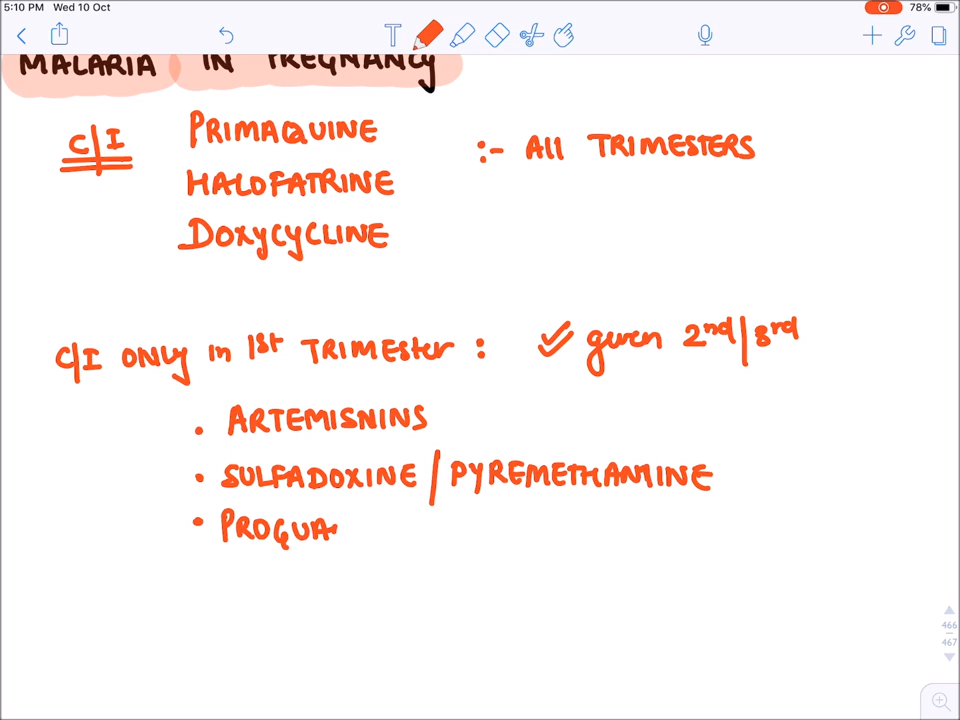 5:10 PM Wed 10 Oct 78%
MALARIA IN PREGNANCY
C/I PRIMAQUINE :- All TRIMESTERS
HALOFATRINE
DOXYCYCLINE
C/I ONLY in 1st TRIMESTER : ✓ given 2nd/3rd
• ARTEMISNINS
• SULFADOXINE / PYREMETHAMINE
• PROQUA
466
467